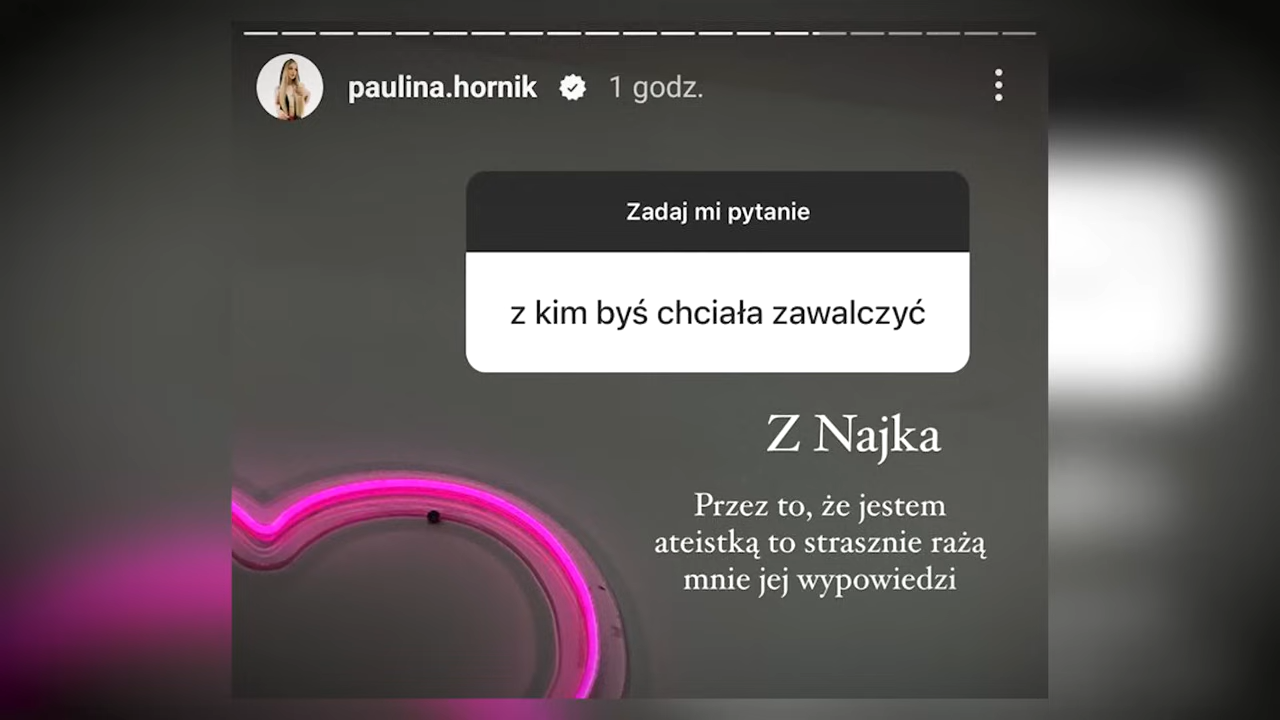 paulina.hornik 1 godz.
Zadaj mi pytanie
z kim byś chciała zawalczyć
Z Najka
Przez to, że jestem
ateistką to strasznie rażą
mnie jej wypowiedzi